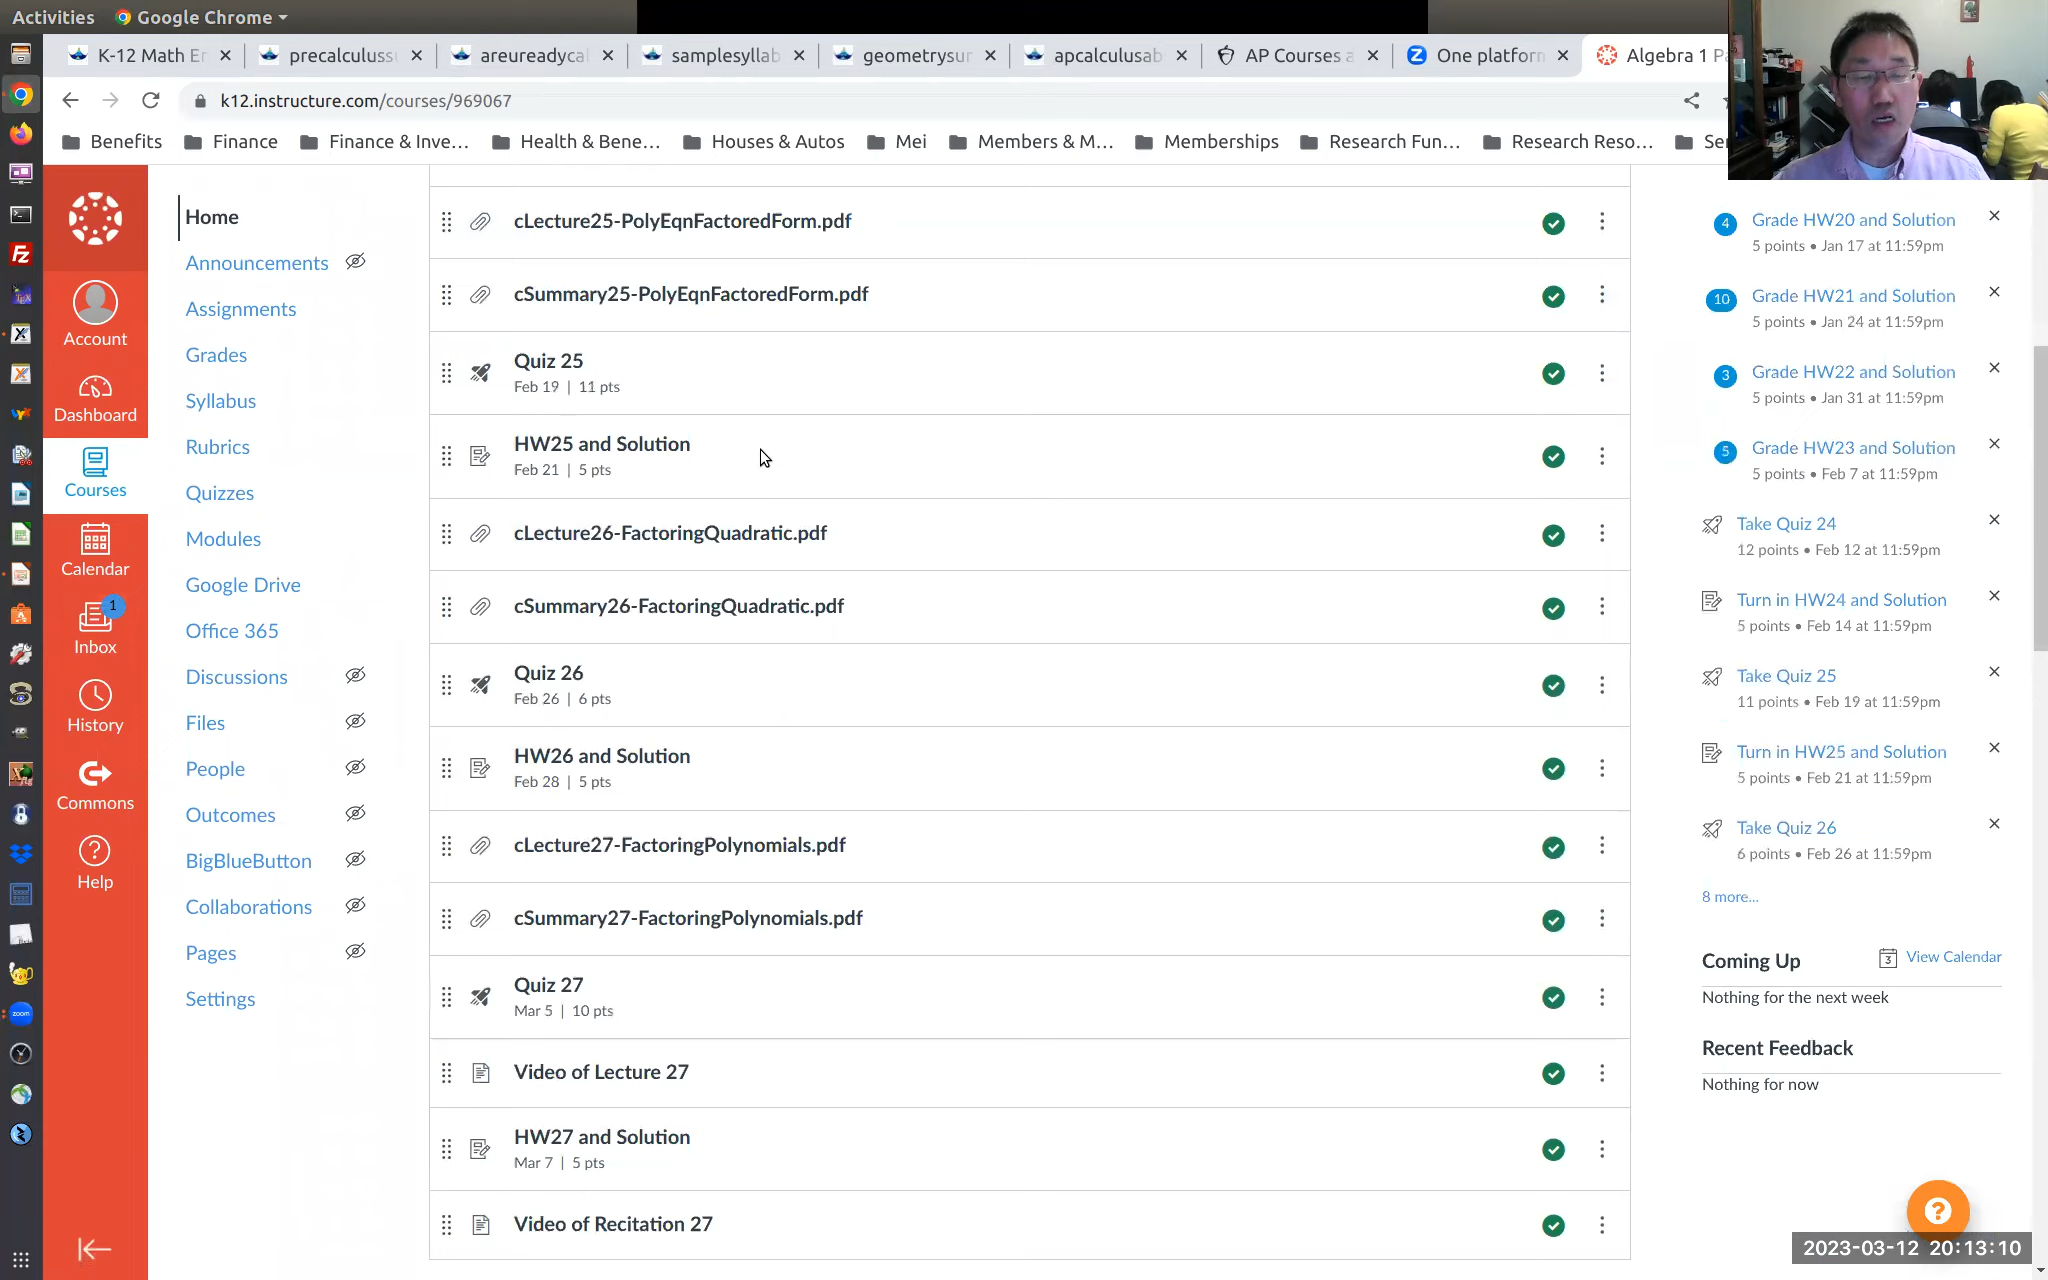 Activities Google Chrome
K-12 Math Er precalculussu areureadycal samplesyllab geometrysum apcalculusab AP Courses a One platform Algebra 1 Pa
k12.instructure.com/courses/969067
Benefits Finance Finance & Inve... Health & Bene... Houses & Autos Mei Members & M... Memberships Research Fun... Research Reso... Ser
Account
Dashboard
Courses
Calendar
1
Inbox
History
Commons
Help
Home
Announcements
Assignments
Grades
Syllabus
Rubrics
Quizzes
Modules
Google Drive
Office 365
Discussions
Files
People
Outcomes
BigBlueButton
Collaborations
Pages
Settings
cLecture25-PolyEqnFactoredForm.pdf
cSummary25-PolyEqnFactoredForm.pdf
Quiz 25
Feb 19 | 11 pts
HW25 and Solution
Feb 21 | 5 pts
cLecture26-FactoringQuadratic.pdf
cSummary26-FactoringQuadratic.pdf
Quiz 26
Feb 26 | 6 pts
HW26 and Solution
Feb 28 | 5 pts
cLecture27-FactoringPolynomials.pdf
cSummary27-FactoringPolynomials.pdf
Quiz 27
Mar 5 | 10 pts
Video of Lecture 27
HW27 and Solution
Mar 7 | 5 pts
Video of Recitation 27
4 Grade HW20 and Solution
5 points • Jan 17 at 11:59pm
10 Grade HW21 and Solution
5 points • Jan 24 at 11:59pm
3 Grade HW22 and Solution
5 points • Jan 31 at 11:59pm
5 Grade HW23 and Solution
5 points • Feb 7 at 11:59pm
Take Quiz 24
12 points • Feb 12 at 11:59pm
Turn in HW24 and Solution
5 points • Feb 14 at 11:59pm
Take Quiz 25
11 points • Feb 19 at 11:59pm
Turn in HW25 and Solution
5 points • Feb 21 at 11:59pm
Take Quiz 26
6 points • Feb 26 at 11:59pm
8 more...
Coming Up 3 View Calendar
Nothing for the next week
Recent Feedback
Nothing for now
zoom
2023-03-12 20:13:10